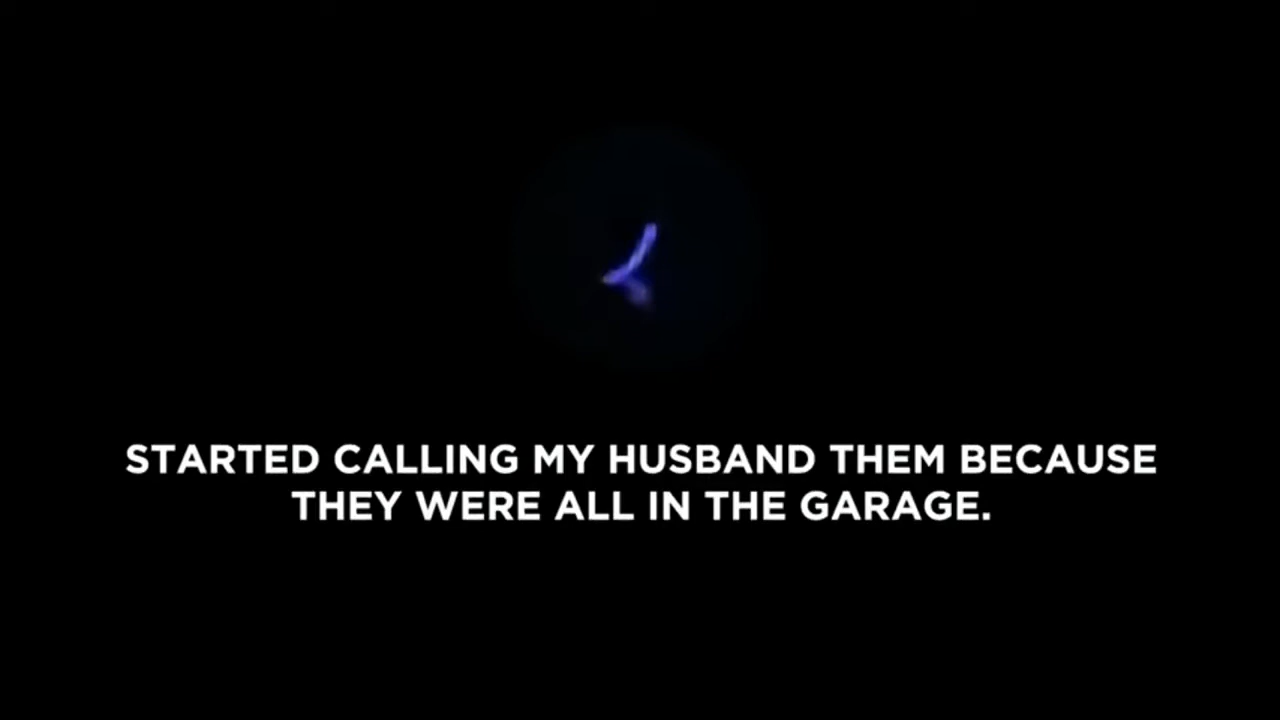 STARTED CALLING MY HUSBAND THEM BECAUSE
THEY WERE ALL IN THE GARAGE.